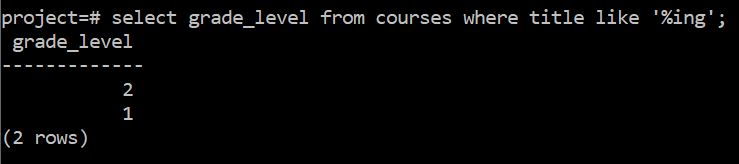 project=# select grade_level from courses where title like '%ing';
grade_level
-------------
2
1
(2 rows)